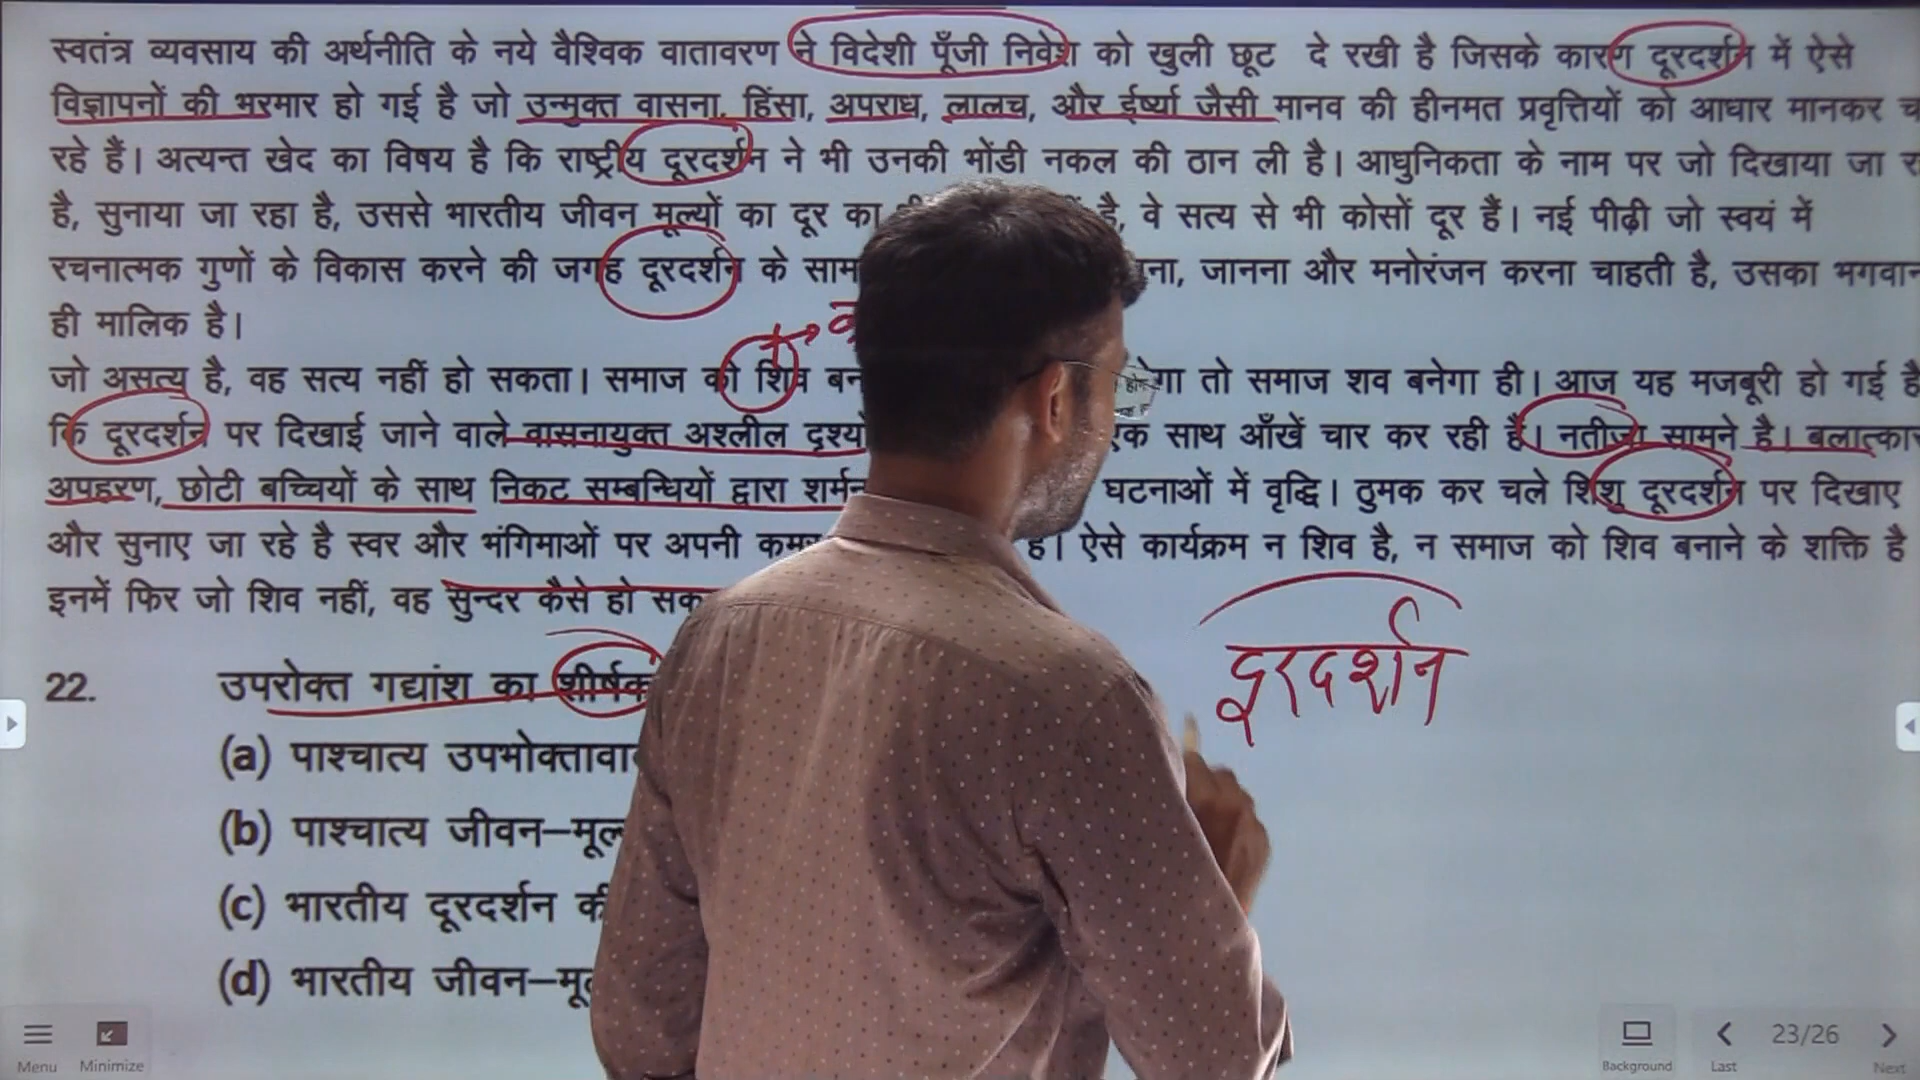 स्वतंत्र व्यवसाय की अर्थनीति के नये वैश्विक वातावरण ने विदेशी पूँजी निवेश को खुली छूट दे रखी है जिसके कारण दूरदर्शन में ऐसे
विज्ञापनों की भरमार हो गई है जो उन्मुक्त वासना, हिंसा, अपराध, लालच, और ईर्ष्या जैसी मानव की हीनमत प्रवृत्तियों को आधार मानकर
रहे हैं। अत्यन्त खेद का विषय है कि राष्ट्रीय दूरदर्शन ने भी उनकी भोंडी नकल की ठान ली है। आधुनिकता के नाम पर जो दिखाया जा
है, सुनाया जा रहा है, उससे भारतीय जीवन मूल्यों का दूर का है, वे सत्य से भी कोसों दूर हैं। नई पीढ़ी जो स्वयं में
रचनात्मक गुणों के विकास करने की जगह दूरदर्शन के जानना और मनोरंजन करना चाहती है, उसका भगवान
ही मालिक है।
जो असत्य है, वह सत्य नहीं हो सकता। समाज को शिव तो समाज शव बनेगा ही। आज यह मजबूरी हो गई है
कि दूरदर्शन पर दिखाई जाने वाले वासनायुक्त अश्लील दृश्यों एक साथ आँखें चार कर रही है। नतीजा सामने है। बलात्कार
अपहरण, छोटी बच्चियों के साथ निकट सम्बन्धियों द्वारा घटनाओं में वृद्धि। ठुमक कर चले शिशु दूरदर्शन पर दिखाए
और सुनाए जा रहे है स्वर और भंगिमाओं पर अपनी है। ऐसे कार्यक्रम न शिव है, न समाज को शिव बनाने के शक्ति है
इनमें फिर जो शिव नहीं, वह सुन्दर कैसे हो
दूरदर्शन
22. उपरोक्त गद्यांश का शीर्षक
(a) पाश्चात्य
(b) पाश्चात्य
(c) भारतीय दूरदर्शन की
(d) भारतीय
Menu Minimize Background Last 23/26 Next